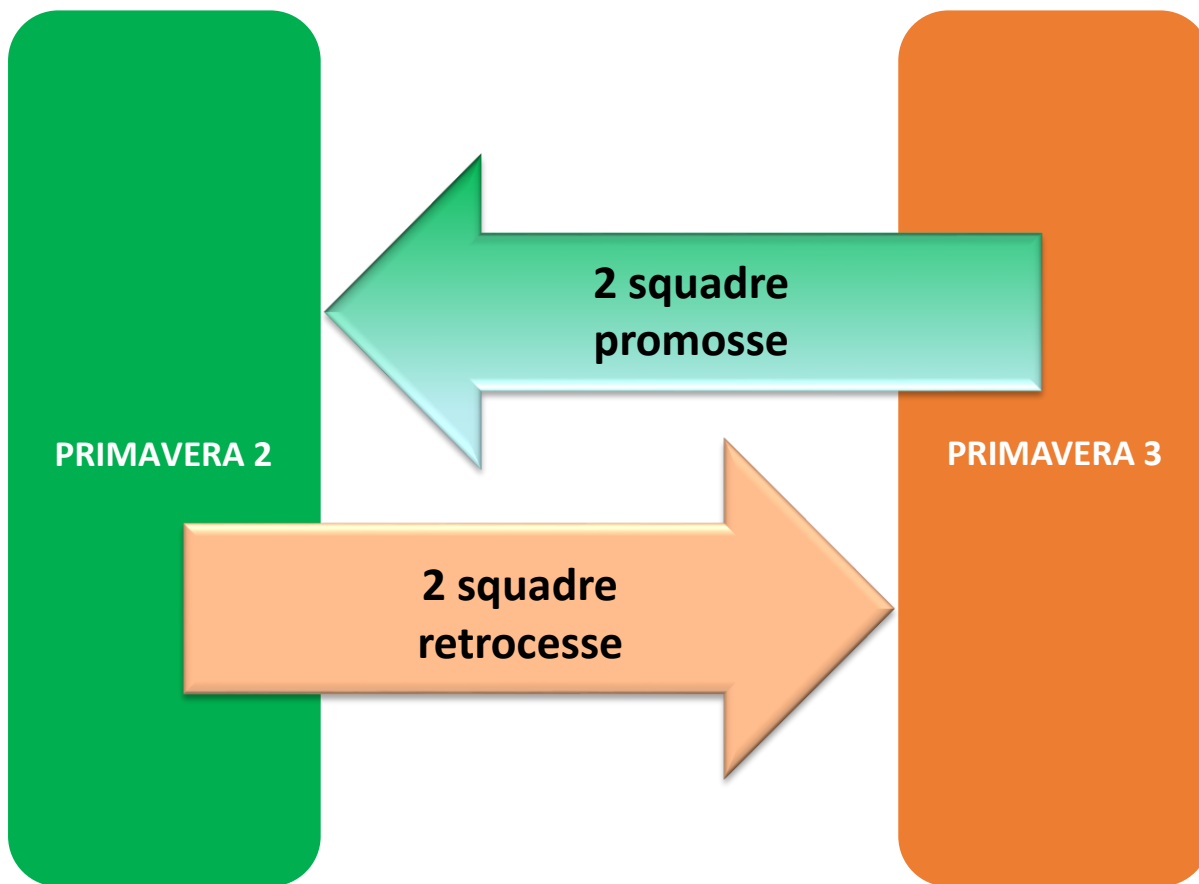 2 squadre
promosse
PRIMAVERA 2
PRIMAVERA 3
2 squadre
retrocesse